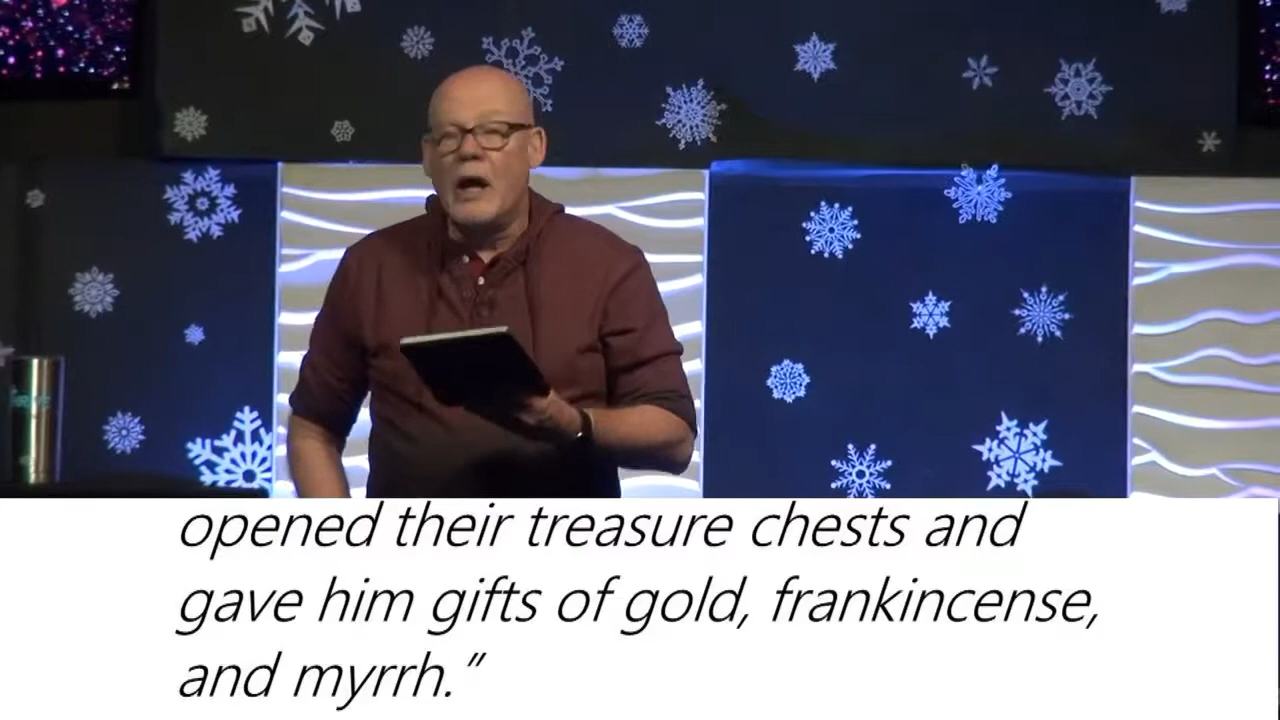 opened their treasure chests and
gave him gifts of gold, frankincense,
and myrrh.”